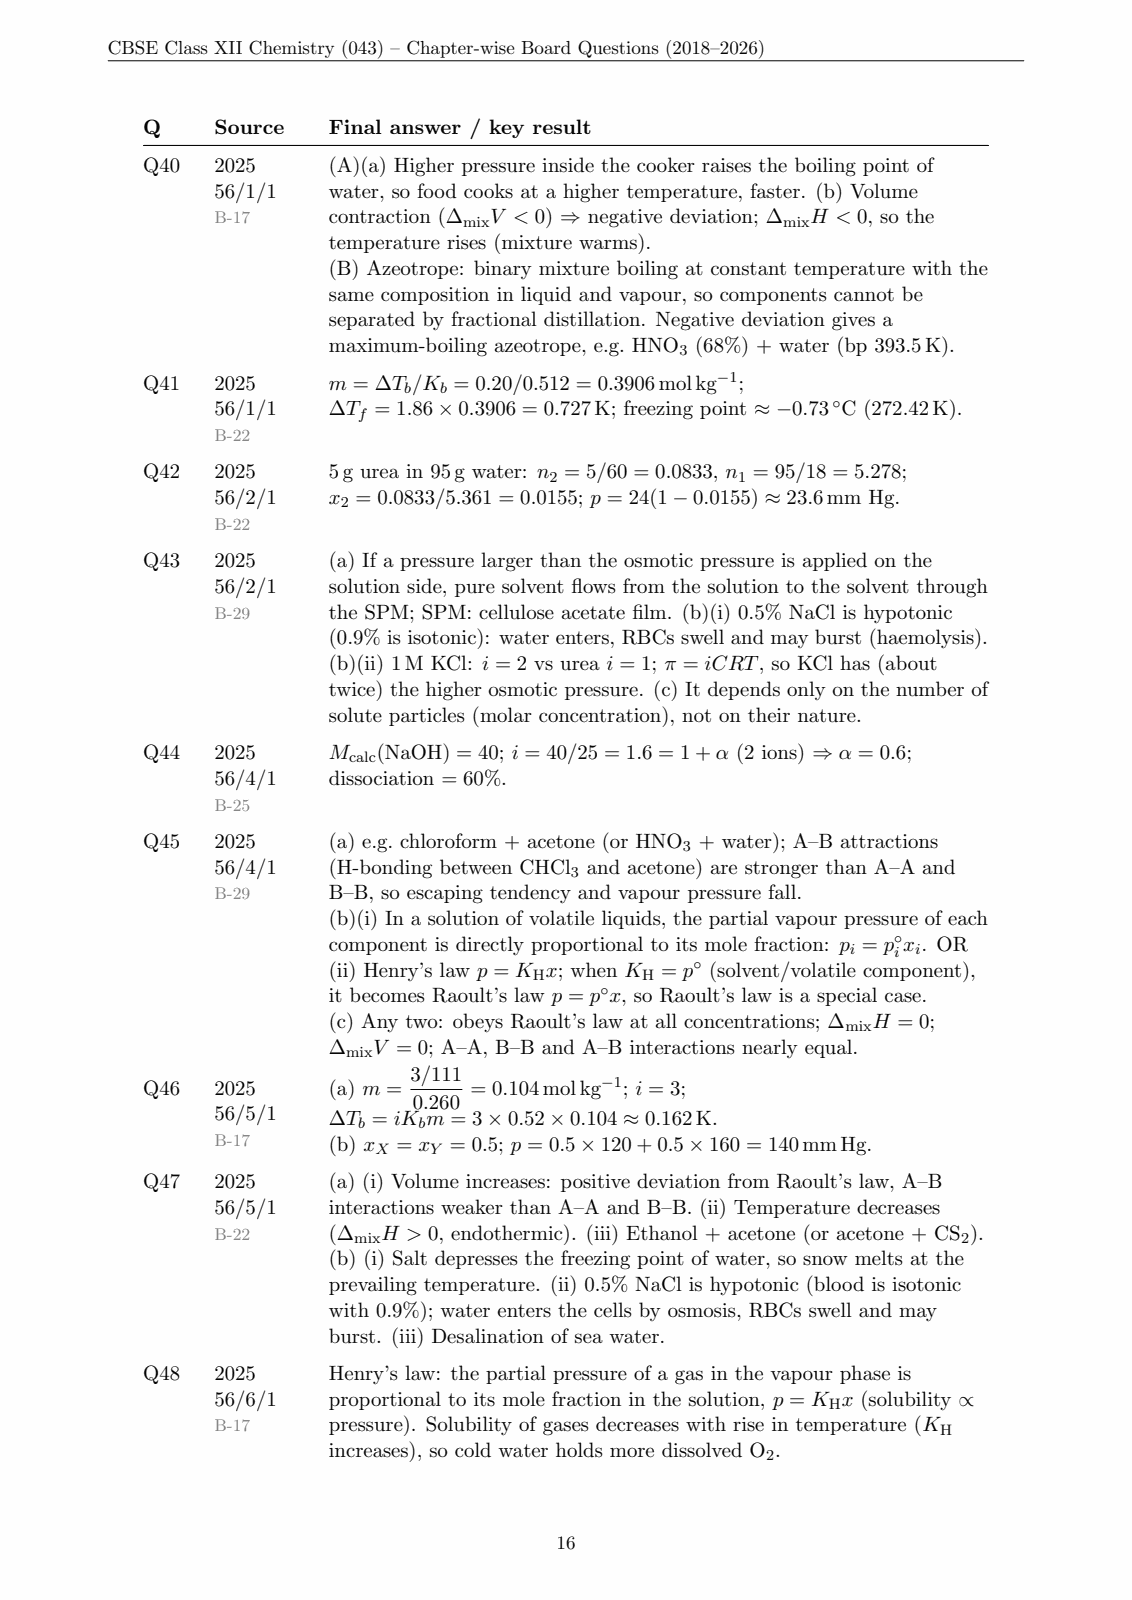 CBSE Class XII Chemistry (043) – Chapter-wise Board Questions (2018–2026)
Q Source Final answer / key result
Q40 2025 (A)(a) Higher pressure inside the cooker raises the boiling point of
56/1/1 water, so food cooks at a higher temperature, faster. (b) Volume
B-17 contraction (ΔmixV < 0) ⇒ negative deviation; ΔmixH < 0, so the
temperature rises (mixture warms).
(B) Azeotrope: binary mixture boiling at constant temperature with the
same composition in liquid and vapour, so components cannot be
separated by fractional distillation. Negative deviation gives a
maximum-boiling azeotrope, e.g. HNO₃ (68%) + water (bp 393.5 K).
Q41 2025 m = ΔT_b/K_b = 0.20/0.512 = 0.3906 mol kg⁻¹;
56/1/1 ΔT_f = 1.86 × 0.3906 = 0.727 K; freezing point ≈ −0.73 °C (272.42 K).
B-22
Q42 2025 5 g urea in 95 g water: n₂ = 5/60 = 0.0833, n₁ = 95/18 = 5.278;
56/2/1 x₂ = 0.0833/5.361 = 0.0155; p = 24(1 − 0.0155) ≈ 23.6 mm Hg.
B-22
Q43 2025 (a) If a pressure larger than the osmotic pressure is applied on the
56/2/1 solution side, pure solvent flows from the solution to the solvent through
B-29 the SPM; SPM: cellulose acetate film. (b)(i) 0.5% NaCl is hypotonic
(0.9% is isotonic): water enters, RBCs swell and may burst (haemolysis).
(b)(ii) 1 M KCl: i = 2 vs urea i = 1; π = iCRT, so KCl has (about
twice) the higher osmotic pressure. (c) It depends only on the number of
solute particles (molar concentration), not on their nature.
Q44 2025 M_calc(NaOH) = 40; i = 40/25 = 1.6 = 1 + α (2 ions) ⇒ α = 0.6;
56/4/1 dissociation = 60%.
B-25
Q45 2025 (a) e.g. chloroform + acetone (or HNO₃ + water); A–B attractions
56/4/1 (H-bonding between CHCl₃ and acetone) are stronger than A–A and
B-29 B–B, so escaping tendency and vapour pressure fall.
(b)(i) In a solution of volatile liquids, the partial vapour pressure of each
component is directly proportional to its mole fraction: p_i = p_i°x_i. OR
(ii) Henry's law p = K_H x; when K_H = p° (solvent/volatile component),
it becomes Raoult's law p = p°x, so Raoult's law is a special case.
(c) Any two: obeys Raoult's law at all concentrations; ΔmixH = 0;
ΔmixV = 0; A–A, B–B and A–B interactions nearly equal.
Q46 2025 (a) m = (3/111)/0.260 = 0.104 mol kg⁻¹; i = 3;
56/5/1 ΔT_b = iK_b m = 3 × 0.52 × 0.104 ≈ 0.162 K.
B-17 (b) x_X = x_Y = 0.5; p = 0.5 × 120 + 0.5 × 160 = 140 mm Hg.
Q47 2025 (a) (i) Volume increases: positive deviation from Raoult's law, A–B
56/5/1 interactions weaker than A–A and B–B. (ii) Temperature decreases
B-22 (ΔmixH > 0, endothermic). (iii) Ethanol + acetone (or acetone + CS₂).
(b) (i) Salt depresses the freezing point of water, so snow melts at the
prevailing temperature. (ii) 0.5% NaCl is hypotonic (blood is isotonic
with 0.9%); water enters the cells by osmosis, RBCs swell and may
burst. (iii) Desalination of sea water.
Q48 2025 Henry's law: the partial pressure of a gas in the vapour phase is
56/6/1 proportional to its mole fraction in the solution, p = K_H x (solubility ∝
B-17 pressure). Solubility of gases decreases with rise in temperature (K_H
increases), so cold water holds more dissolved O₂.
16